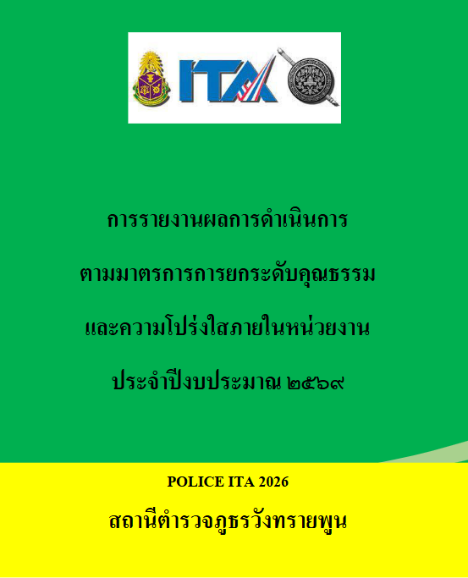 ITA
การรายงานผลการดำเนินการ
ตามมาตรการการยกระดับคุณธรรม
และความโปร่งใสภายในหน่วยงาน
ประจำปีงบประมาณ ๒๕๖๙
POLICE ITA 2026
สถานีตำรวจภูธรวังทรายพูน